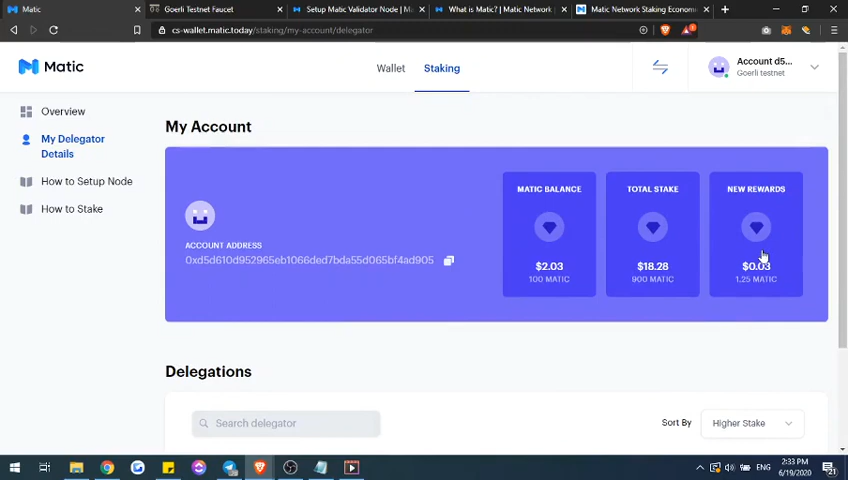 Matic
Goerli Testnet Faucet
Setup Matic Validator Node | Ma
What is Matic? | Matic Network |
Matic Network Staking Econom
cs-wallet.matic.today/staking/my-account/delegator
Matic
Wallet
Staking
Account d5...
Goerli testnet
Overview
My Delegator
Details
How to Setup Node
How to Stake
My Account
ACCOUNT ADDRESS
0xd5d610d952965eb1066ded7bda55d065bf4ad905
MATIC BALANCE
$2.03
100 MATIC
TOTAL STAKE
$18.28
900 MATIC
NEW REWARDS
$0.03
1.25 MATIC
Delegations
Search delegator
Sort By
Higher Stake
ENG
2:33 PM
6/19/2020
21